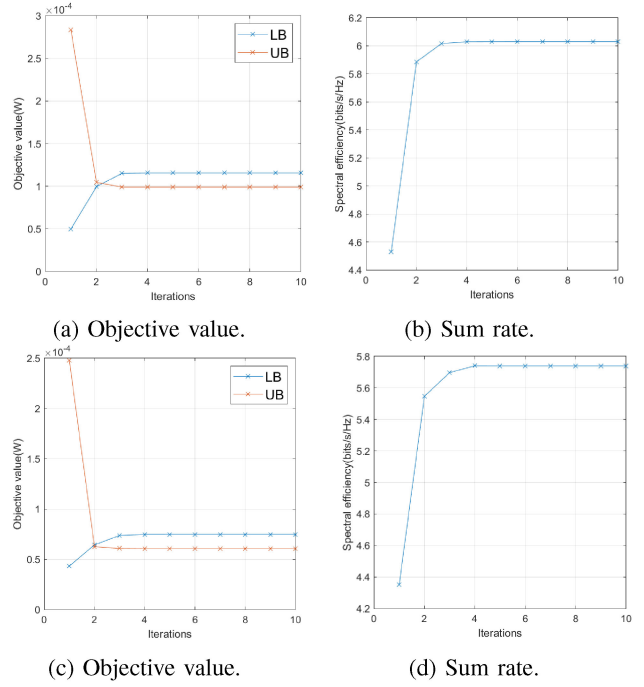 ×10⁻⁴
3
2.5
2
1.5
1
0.5
0
Objective value(W)
LB
UB
0 2 4 6 8 10
Iterations
(a) Objective value.
6.2
6
5.8
5.6
5.4
5.2
5
4.8
4.6
4.4
Spectral efficiency(bits/s/Hz)
0 2 4 6 8 10
Iterations
(b) Sum rate.
×10⁻⁴
2.5
2
1.5
1
0.5
0
Objective value(W)
LB
UB
0 2 4 6 8 10
Iterations
(c) Objective value.
5.8
5.6
5.4
5.2
5
4.8
4.6
4.4
4.2
Spectral efficiency(bits/s/Hz)
0 2 4 6 8 10
Iterations
(d) Sum rate.